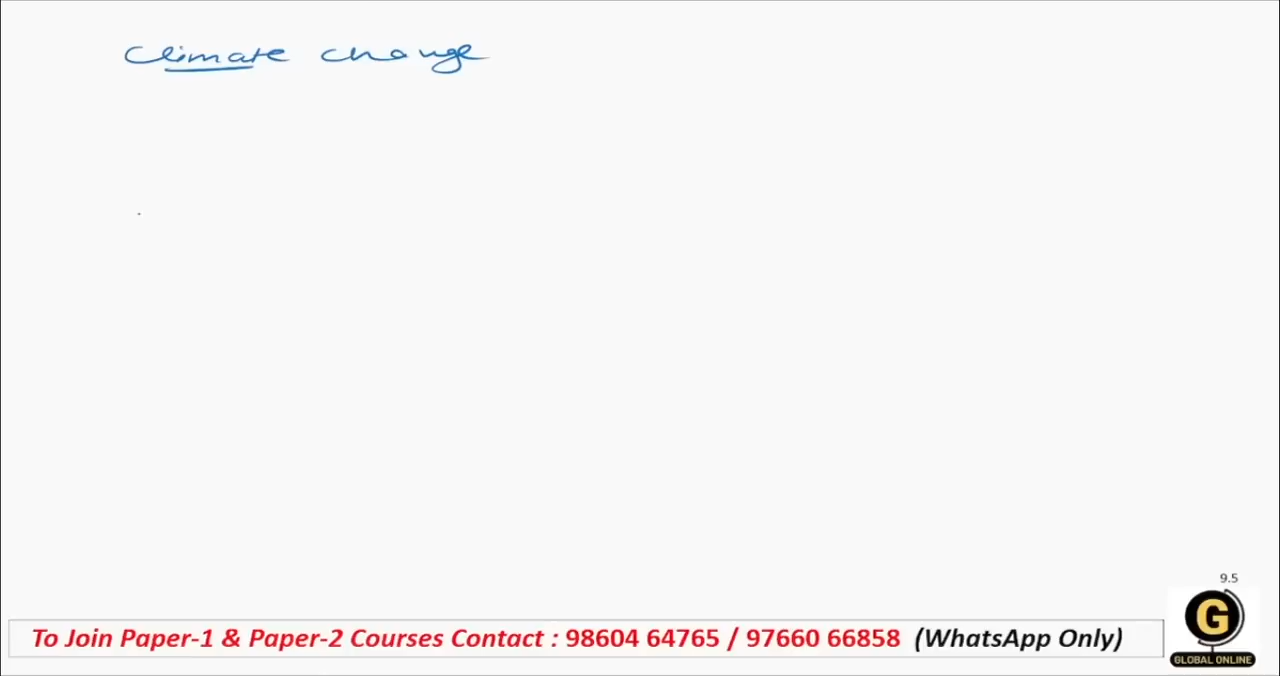 Climate change
9.5
To Join Paper-1 & Paper-2 Courses Contact : 98604 64765 / 97660 66858 (WhatsApp Only)
G
GLOBAL ONLINE